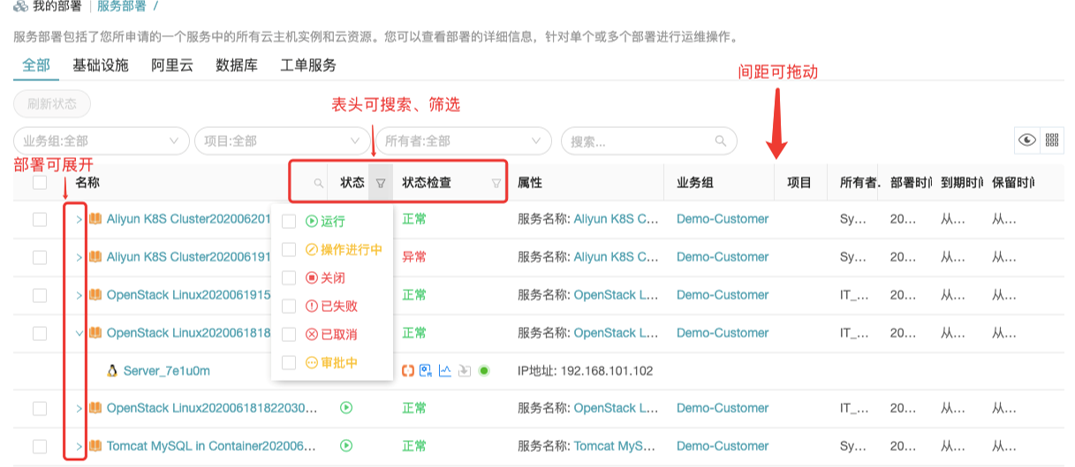 我的部署 服务部署 /
服务部署包括了您所申请的一个服务中的所有云主机实例和云资源。您可以查看部署的详细信息，针对单个或多个部署进行运维操作。
全部 基础设施 阿里云 数据库 工单服务
间距可拖动
刷新状态 表头可搜索、筛选
业务组:全部 项目:全部 所有者:全部 搜索...
部署可展开
名称 状态 状态检查 属性 业务组 项目 所有者. 部署时间 到期时间 保留时间
> Aliyun K8S Cluster202006201 运行 正常 服务名称: Aliyun K8S C... Demo-Customer Sy... 20... 从... 从...
操作进行中
> Aliyun K8S Cluster202006191 异常 服务名称: Aliyun K8S C... Demo-Customer Sy... 20... 从... 从...
关闭
> OpenStack Linux2020061915 正常 服务名称: OpenStack L... Demo-Customer IT_... 20... 从... 从...
已失败
OpenStack Linux2020061818 已取消 正常 服务名称: OpenStack L... Demo-Customer IT_... 20... 从... 从...
审批中
Server_7e1u0m IP地址: 192.168.101.102
> OpenStack Linux202006181822030... 正常 服务名称: OpenStack L... Demo-Customer IT_... 20... 从... 从...
> Tomcat MySQL in Container202006... 正常 服务名称: Tomcat MyS... Demo-Customer Sy... 20... 从... 从...